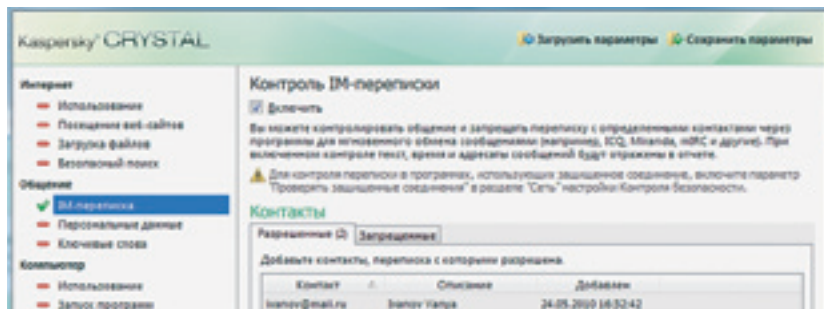 Kaspersky CRYSTAL
Загрузить параметры
Сохранить параметры
Интернет
Использование
Посещение веб-сайтов
Загрузка файлов
Безопасный поиск
Общение
IM-переписка
Персональные данные
Ключевые слова
Компьютер
Использование
Запуск программ
Контроль IM-переписки
Включить
Вы можете контролировать общение и запрещать переписку с определенными контактами через
программы для мгновенного обмена сообщениями (например, ICQ, Miranda, mIRC и другие). При
включенном контроле текст, время и адресаты сообщений будут отражены в отчете.
Для контроля переписки в программах, использующих защищенное соединение, включите параметр
"Проверять защищенные соединения" в разделе "Сеть" настройки Контроля безопасности.
Контакты
Разрешенные (2)
Запрещенные
Добавьте контакты, переписка с которыми разрешена.
Контакт
Описание
Добавлен
ivanov@mail.ru
Ivanov Vanya
24.05.2010 16:52:42